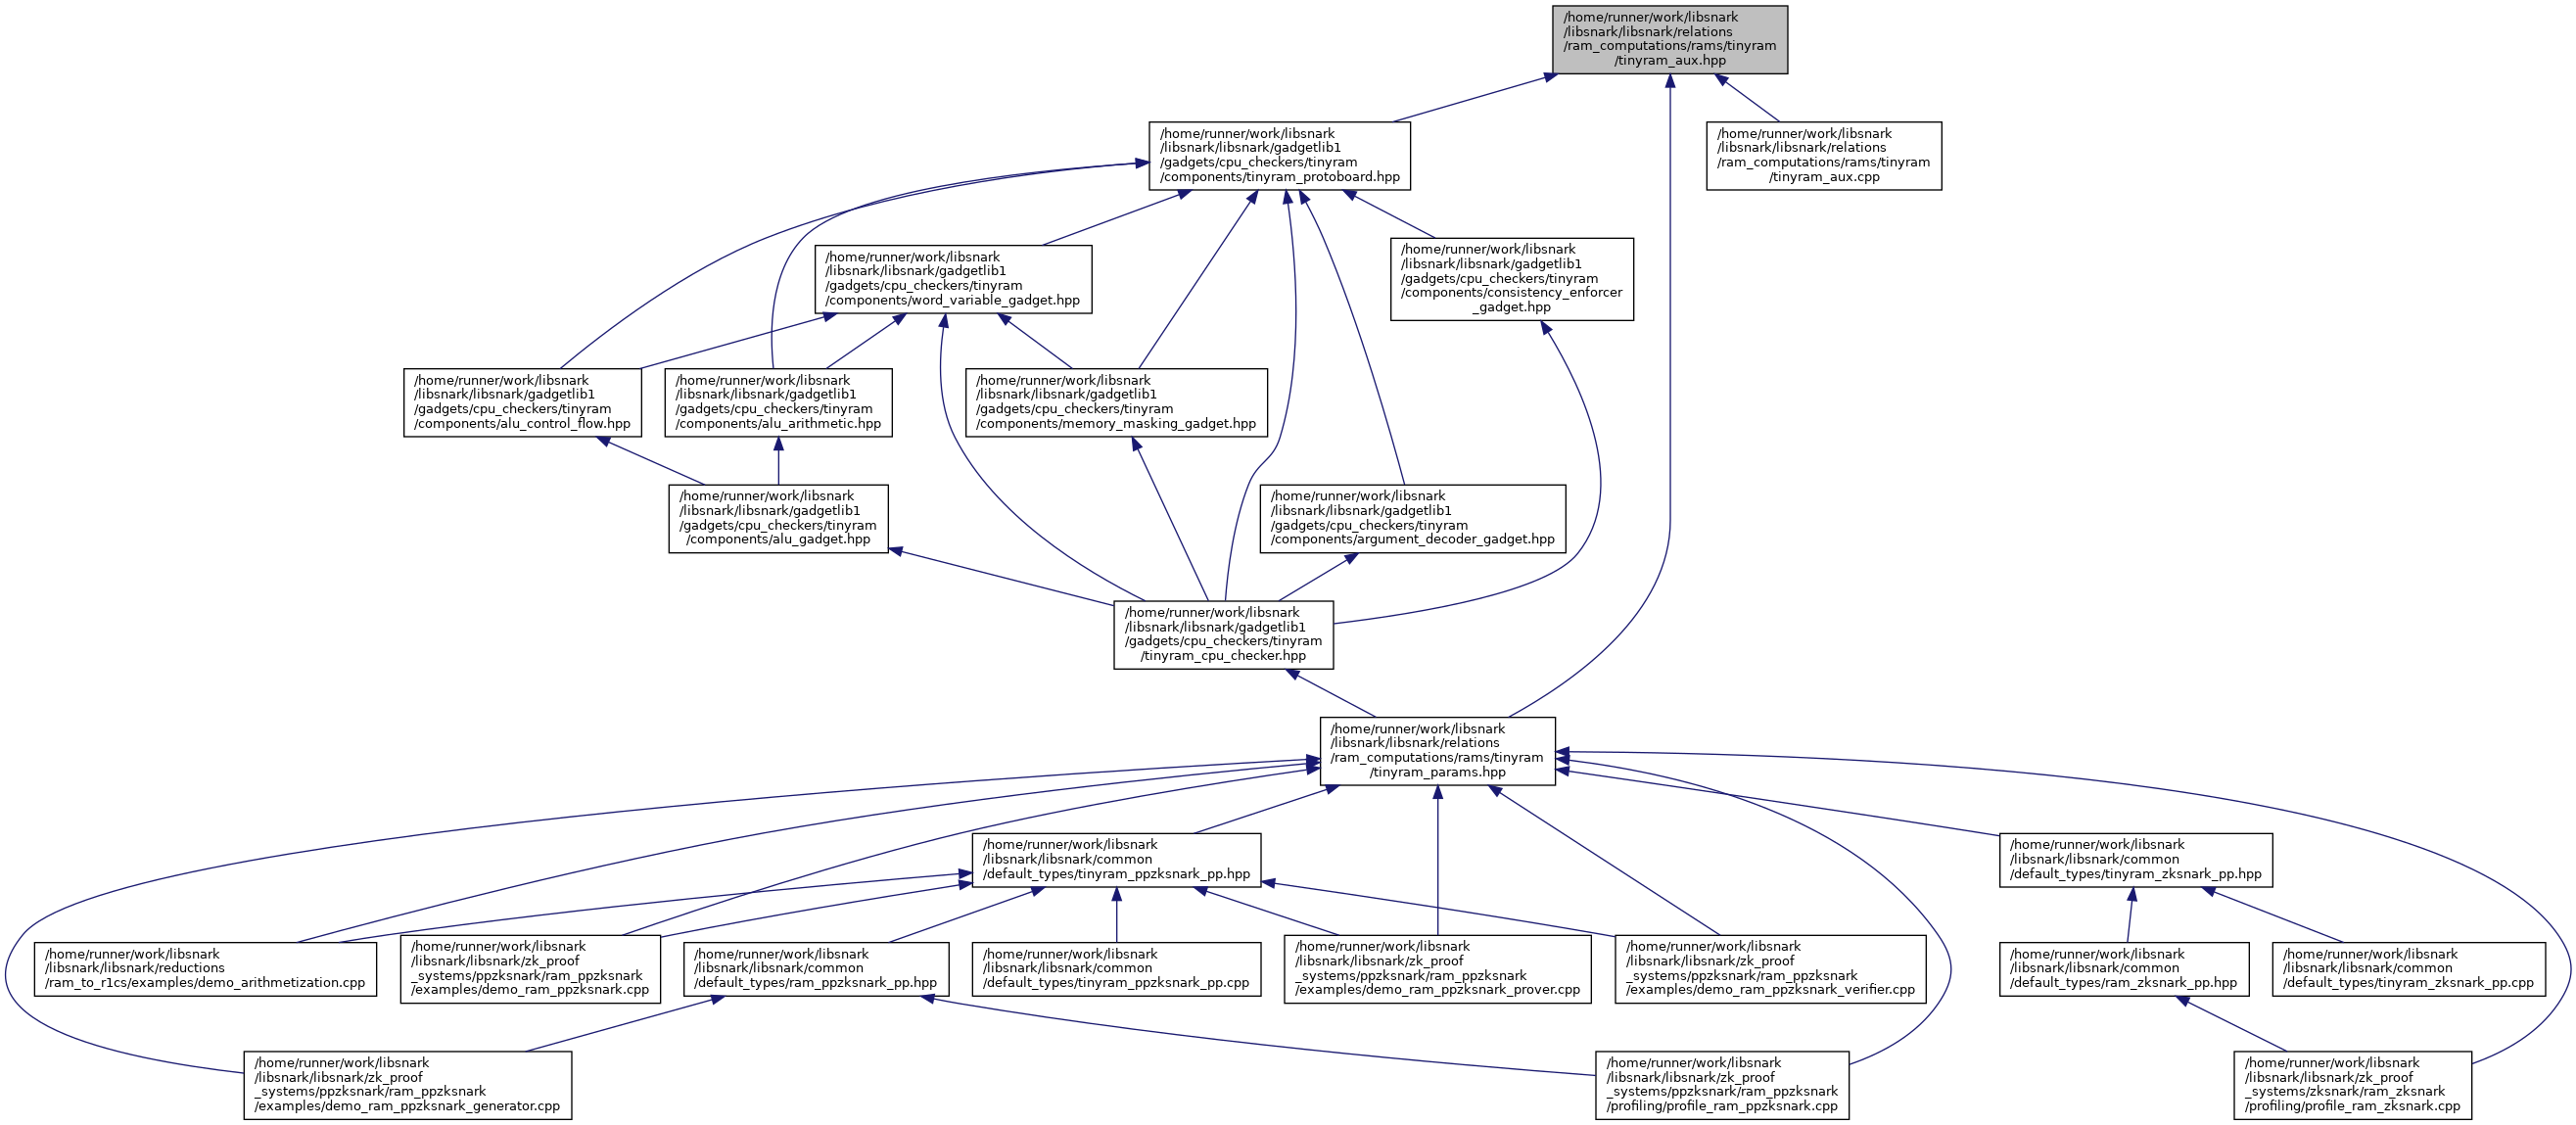 /home/runner/work/libsnark
/libsnark/libsnark/relations
/ram_computations/rams/tinyram
/tinyram_aux.hpp
/home/runner/work/libsnark
/libsnark/libsnark/gadgetlib1
/gadgets/cpu_checkers/tinyram
/components/tinyram_protoboard.hpp
/home/runner/work/libsnark
/libsnark/libsnark/relations
/ram_computations/rams/tinyram
/tinyram_aux.cpp
/home/runner/work/libsnark
/libsnark/libsnark/gadgetlib1
/gadgets/cpu_checkers/tinyram
/components/word_variable_gadget.hpp
/home/runner/work/libsnark
/libsnark/libsnark/gadgetlib1
/gadgets/cpu_checkers/tinyram
/components/consistency_enforcer
_gadget.hpp
/home/runner/work/libsnark
/libsnark/libsnark/gadgetlib1
/gadgets/cpu_checkers/tinyram
/components/alu_control_flow.hpp
/home/runner/work/libsnark
/libsnark/libsnark/gadgetlib1
/gadgets/cpu_checkers/tinyram
/components/alu_arithmetic.hpp
/home/runner/work/libsnark
/libsnark/libsnark/gadgetlib1
/gadgets/cpu_checkers/tinyram
/components/memory_masking_gadget.hpp
/home/runner/work/libsnark
/libsnark/libsnark/gadgetlib1
/gadgets/cpu_checkers/tinyram
/components/alu_gadget.hpp
/home/runner/work/libsnark
/libsnark/libsnark/gadgetlib1
/gadgets/cpu_checkers/tinyram
/components/argument_decoder_gadget.hpp
/home/runner/work/libsnark
/libsnark/libsnark/gadgetlib1
/gadgets/cpu_checkers/tinyram
/tinyram_cpu_checker.hpp
/home/runner/work/libsnark
/libsnark/libsnark/relations
/ram_computations/rams/tinyram
/tinyram_params.hpp
/home/runner/work/libsnark
/libsnark/libsnark/common
/default_types/tinyram_ppzksnark_pp.hpp
/home/runner/work/libsnark
/libsnark/libsnark/common
/default_types/tinyram_zksnark_pp.hpp
/home/runner/work/libsnark
/libsnark/libsnark/reductions
/ram_to_r1cs/examples/demo_arithmetization.cpp
/home/runner/work/libsnark
/libsnark/libsnark/zk_proof
_systems/ppzksnark/ram_ppzksnark
/examples/demo_ram_ppzksnark.cpp
/home/runner/work/libsnark
/libsnark/libsnark/common
/default_types/ram_ppzksnark_pp.hpp
/home/runner/work/libsnark
/libsnark/libsnark/common
/default_types/tinyram_ppzksnark_pp.cpp
/home/runner/work/libsnark
/libsnark/libsnark/zk_proof
_systems/ppzksnark/ram_ppzksnark
/examples/demo_ram_ppzksnark_prover.cpp
/home/runner/work/libsnark
/libsnark/libsnark/zk_proof
_systems/ppzksnark/ram_ppzksnark
/examples/demo_ram_ppzksnark_verifier.cpp
/home/runner/work/libsnark
/libsnark/libsnark/common
/default_types/ram_zksnark_pp.hpp
/home/runner/work/libsnark
/libsnark/libsnark/common
/default_types/tinyram_zksnark_pp.cpp
/home/runner/work/libsnark
/libsnark/libsnark/zk_proof
_systems/ppzksnark/ram_ppzksnark
/examples/demo_ram_ppzksnark_generator.cpp
/home/runner/work/libsnark
/libsnark/libsnark/zk_proof
_systems/ppzksnark/ram_ppzksnark
/profiling/profile_ram_ppzksnark.cpp
/home/runner/work/libsnark
/libsnark/libsnark/zk_proof
_systems/zksnark/ram_zksnark
/profiling/profile_ram_zksnark.cpp